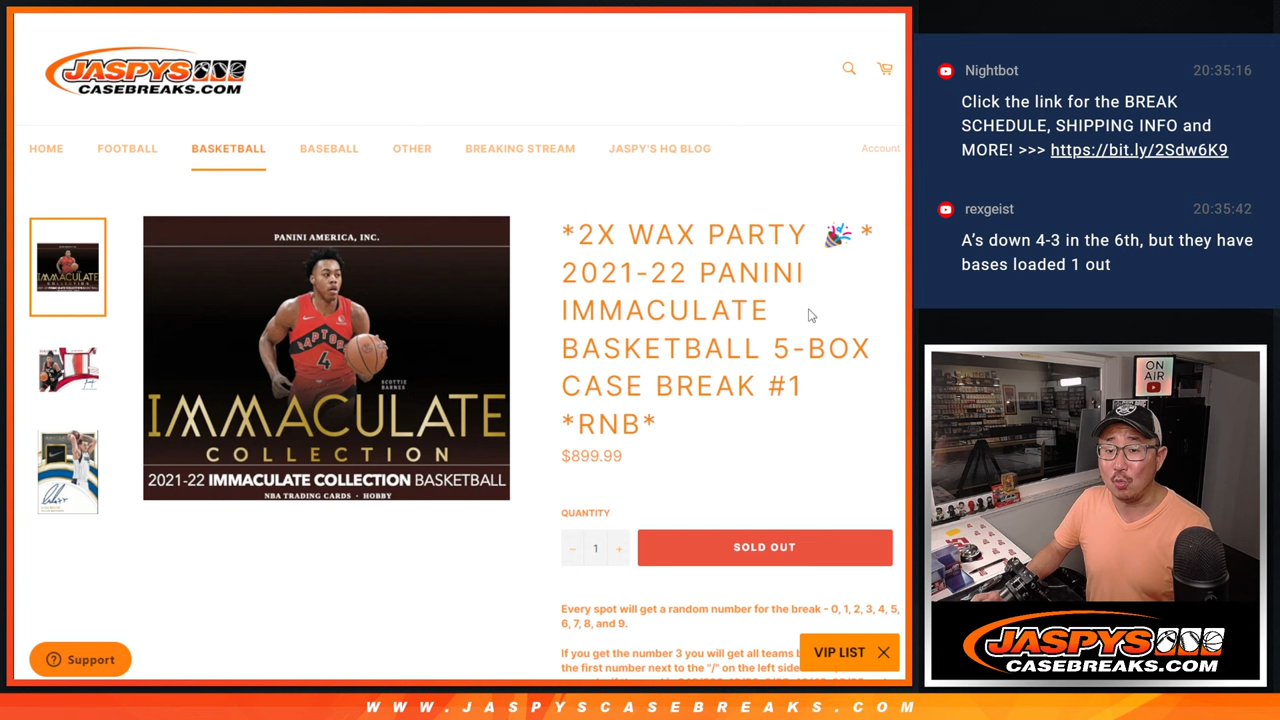 JASPYS
CASEBREAKS.COM
HOME
FOOTBALL
BASKETBALL
BASEBALL
OTHER
BREAKING STREAM
JASPY'S HQ BLOG
Account
PANINI AMERICA, INC.
4
SCOTTIE
BARNES
IMMACULATE
COLLECTION
2021-22 IMMACULATE COLLECTION BASKETBALL
NBA TRADING CARDS • HOBBY
*2X WAX PARTY 🎉 *
2021-22 PANINI
IMMACULATE
BASKETBALL 5-BOX
CASE BREAK #1
*RNB*
$899.99
QUANTITY
− 1 +
SOLD OUT
Every spot will get a random number for the break - 0, 1, 2, 3, 4, 5,
6, 7, 8, and 9.
If you get the number 3 you will get all teams
the first number next to the "/" on the left side
VIP LIST
Support
Nightbot 20:35:16
Click the link for the BREAK
SCHEDULE, SHIPPING INFO and
MORE! >>> https://bit.ly/2Sdw6K9
rexgeist 20:35:42
A's down 4-3 in the 6th, but they have
bases loaded 1 out
ON
AIR
JASPYS
CASEBREAKS.COM
WWW.JASPYSCASEBREAKS.COM